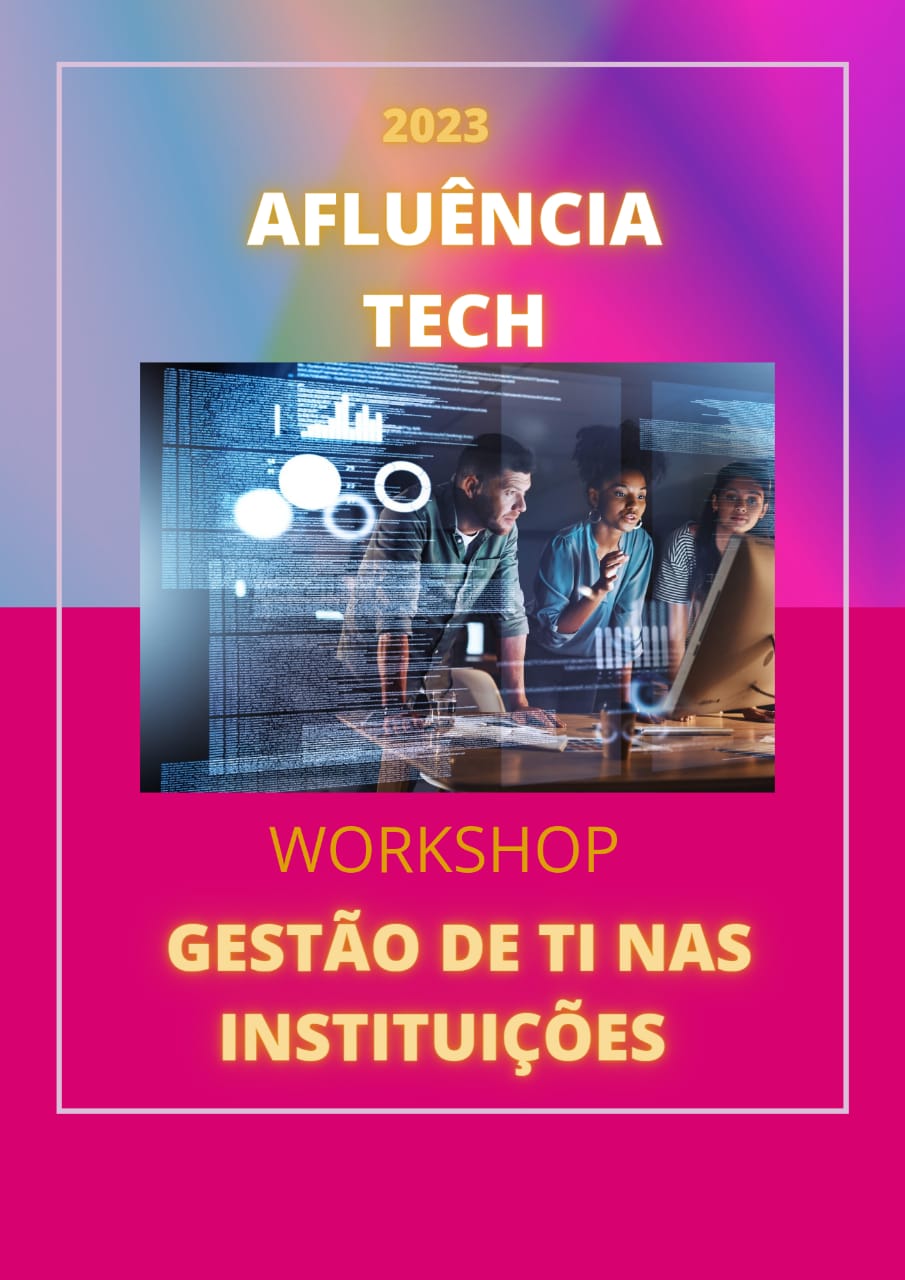 2023
AFLUÊNCIA
TECH
WORKSHOP
GESTÃO DE TI NAS
INSTITUIÇÕES